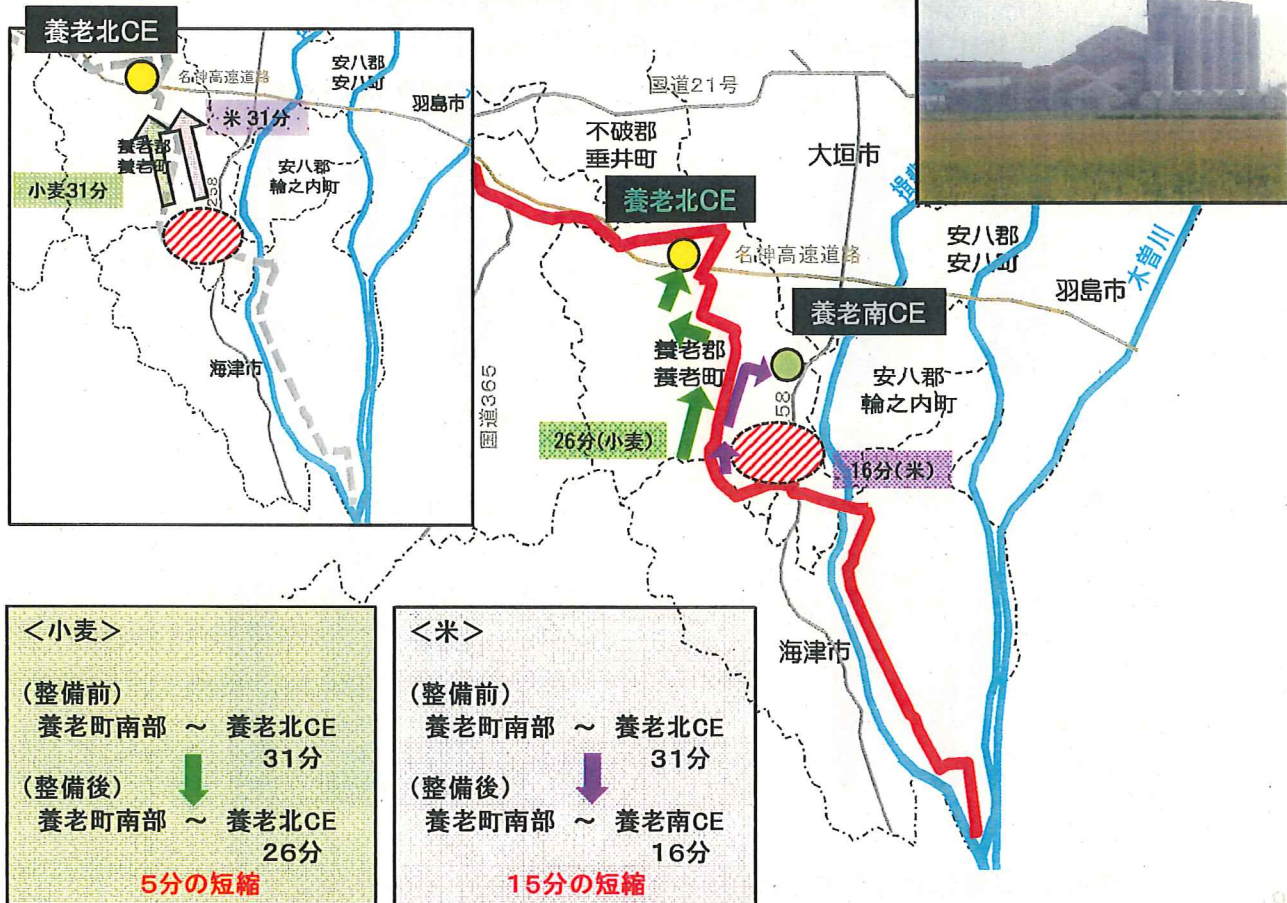 養老北CE
名神高速道路
安八郡
安八町
羽島市
米 31分
養老郡
養老町
小麦31分
安八郡
輪之内町
海津市
国道21号
不破郡
垂井町
大垣市
養老北CE
名神高速道路
安八郡
安八町
木曽川
羽島市
養老南CE
養老郡
養老町
安八郡
輪之内町
国道365
26分(小麦)
16分(米)
海津市
＜小麦＞
(整備前)
養老町南部 ～ 養老北CE
31分
(整備後)
養老町南部 ～ 養老北CE
26分
5分の短縮
＜米＞
(整備前)
養老町南部 ～ 養老北CE
31分
(整備後)
養老町南部 ～ 養老南CE
16分
15分の短縮